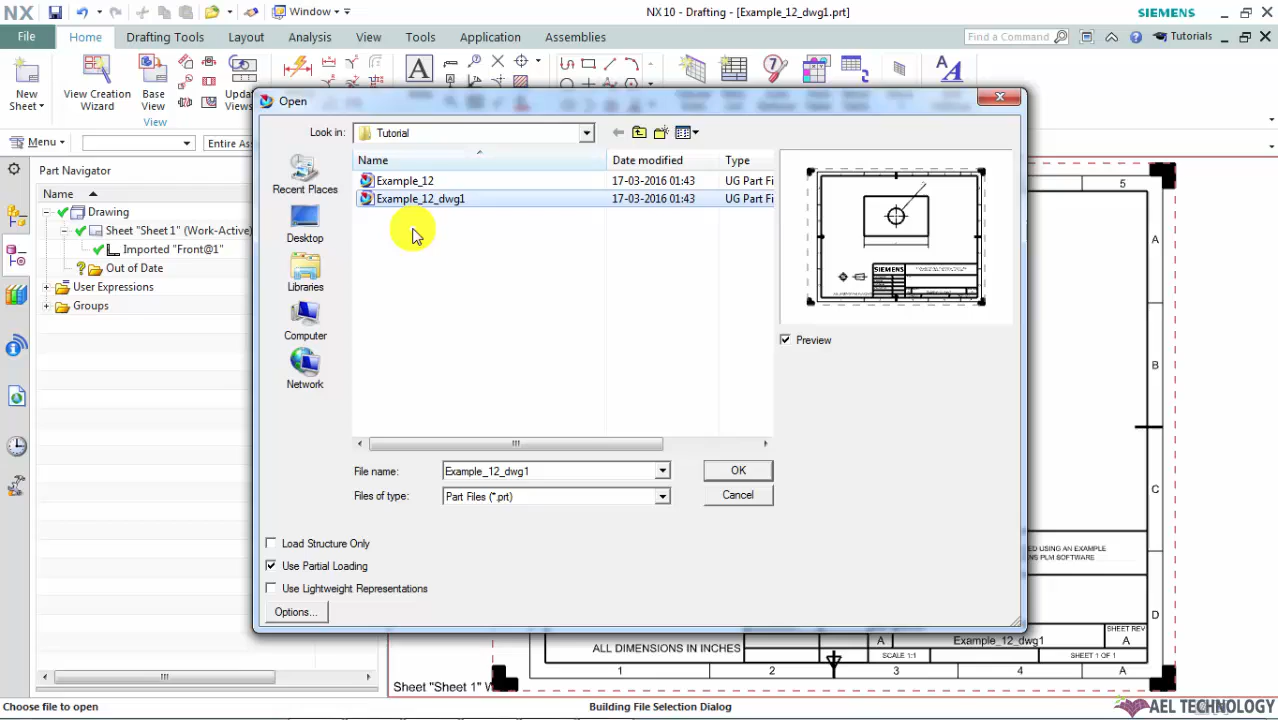 NX
Window
NX 10 - Drafting - [Example_12_dwg1.prt]
SIEMENS
File
Home
Drafting Tools
Layout
Analysis
View
Tools
Application
Assemblies
Find a Command
Tutorials
New
Sheet
View Creation
Wizard
Base
View
Update
Views
View
Menu
Entire Ass
Open
Look in:
Tutorial
Name
Date modified
Type
Recent Places
Example_12
17-03-2016 01:43
UG Part Fi
Example_12_dwg1
17-03-2016 01:43
UG Part Fi
Desktop
Libraries
Computer
Network
SIEMENS
Preview
File name:
Example_12_dwg1
OK
Files of type:
Part Files (*.prt)
Cancel
Load Structure Only
Use Partial Loading
Use Lightweight Representations
Options...
Part Navigator
Name
Drawing
Sheet "Sheet 1" (Work-Active)
Imported "Front@1"
Out of Date
User Expressions
Groups
5
A
B
C
D
ED USING AN EXAMPLE
NS PLM SOFTWARE
ALL DIMENSIONS IN INCHES
A
Example_12_dwg1
SHEET REV
A
SCALE 1:1
SHEET 1 OF 1
1
2
3
4
A
Sheet "Sheet 1" W
Choose file to open
Building File Selection Dialog
AEL TECHNOLOGY